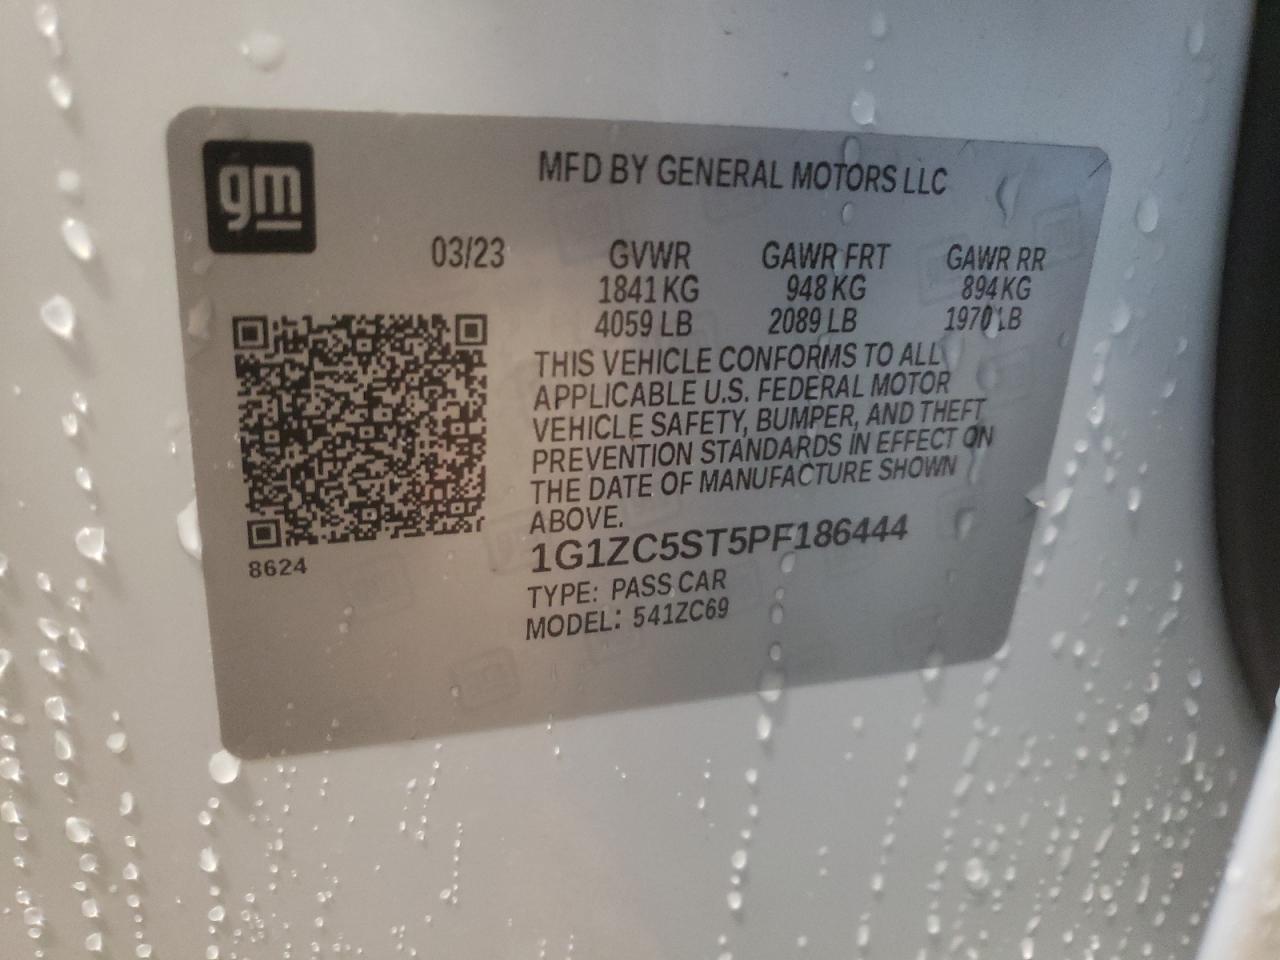 gm
MFD BY GENERAL MOTORS LLC
03/23 GVWR GAWR FRT GAWR RR
1841 KG 948 KG 894 KG
4059 LB 2089 LB 1970 LB
THIS VEHICLE CONFORMS TO ALL
APPLICABLE U.S. FEDERAL MOTOR
VEHICLE SAFETY, BUMPER, AND THEFT
PREVENTION STANDARDS IN EFFECT ON
THE DATE OF MANUFACTURE SHOWN
ABOVE.
1G1ZC5ST5PF186444
8624
TYPE: PASS CAR
MODEL: 541ZC69